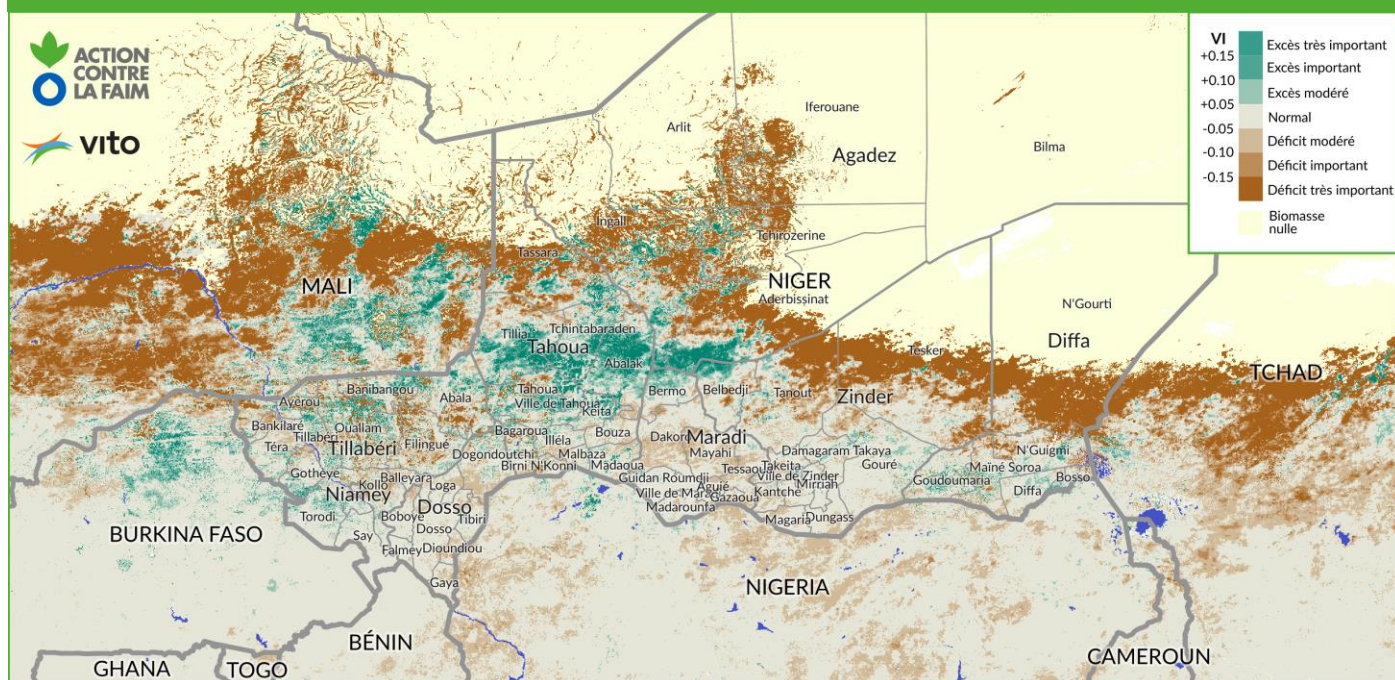 ACTION
CONTRE
LA FAIM
vito
VI
+0.15
+0.10
+0.05
-0.05
-0.10
-0.15
Excès très important
Excès important
Excès modéré
Normal
Déficit modéré
Déficit important
Déficit très important
Biomasse
nulle
Iferouane
Arlit
Agadez
Bilma
Ingall
Tchirozerine
Tassara
MALI
NIGER
Aderbissinat
N'Gourti
Tillia
Tchintabaraden
Tahoua
Diffa
Abalak
Tesker
TCHAD
Banibangou
Ayerou
Abala
Tahoua
Ville de Tahoua
Keita
Bermo
Belbedji
Tanout
Zinder
Bankilaré
Tillabéri
Ouallam
Téra
Tillabéri
Filingué
Bagaroua
Illéla
Bouza
Dakoro
Maradi
Mayahi
Dogondoutchi
Malbaza
Birni N'Konni
Madaoua
Damagaram Takaya
Gouré
N'Guigmi
Maïné Soroa
Bosso
Goudoumaria
Diffa
Gotheye
Balleyara
Kollo
Loga
Niamey
Guidan Roumdji
Tessaoua
Takeita
Ville de Zinder
Mirriah
Aguié
Kantché
Ville de Maradi
Gazaoua
Madarounfa
Magaria
Dungass
Torodi
Boboye
Dosso
Tibiri
Dosso
Say
Falmey
Dioundiou
Gaya
BURKINA FASO
NIGERIA
BÉNIN
GHANA
TOGO
CAMEROUN